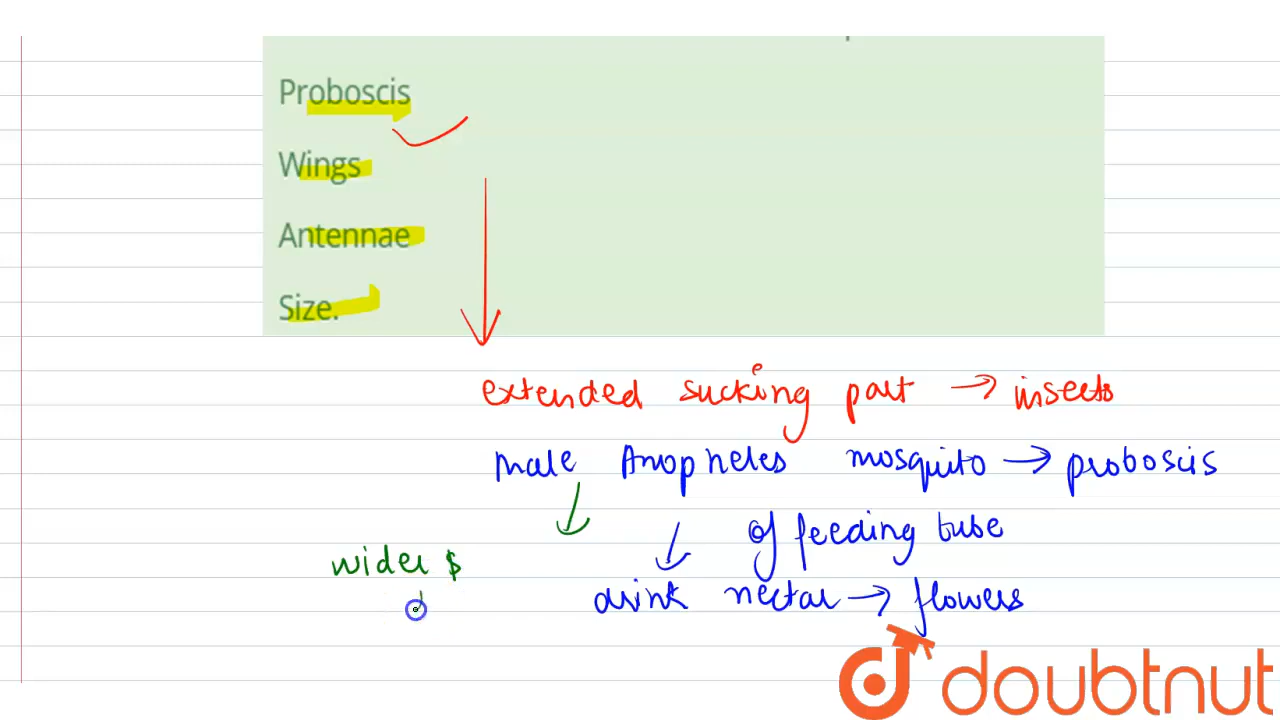 Proboscis
Wings
Antennae
Size.
extended sucking part → insects
male Anopheles mosquito → proboscis
of feeding tube
wider $
drink nectar → flowers
doubtnut